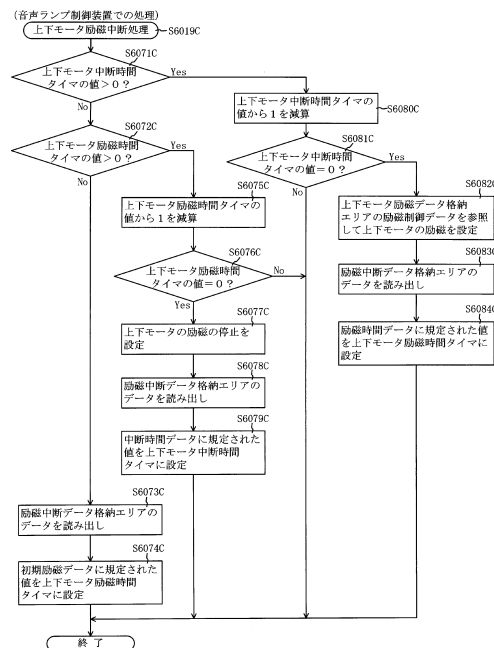 (音声ランプ制御装置での処理)
上下モータ励磁中断処理
S6019C
S6071C
上下モータ中断時間
タイマの値>0?
Yes
No
S6072C
上下モータ励磁時間
タイマの値>0?
Yes
No
S6080C
上下モータ中断時間タイマの
値から1を減算
S6081C
上下モータ中断時間
タイマの値=0?
Yes
No
S6075C
上下モータ励磁時間タイマの
値から1を減算
S6076C
上下モータ励磁時間
タイマの値=0?
No
Yes
S6077C
上下モータの励磁の停止を
設定
S6078C
励磁中断データ格納エリアの
データを読み出し
S6079C
中断時間データに規定された
値を上下モータ中断時間
タイマに設定
S6082C
上下モータ励磁データ格納
エリアの励磁制御データを参照
して上下モータの励磁を設定
S6083C
励磁中断データ格納エリアの
データを読み出し
S6084C
励磁時間データに規定された値
を上下モータ励磁時間タイマに
設定
S6073C
励磁中断データ格納エリアの
データを読み出し
S6074C
初期励磁データに規定された
値を上下モータ励磁時間
タイマに設定
終了